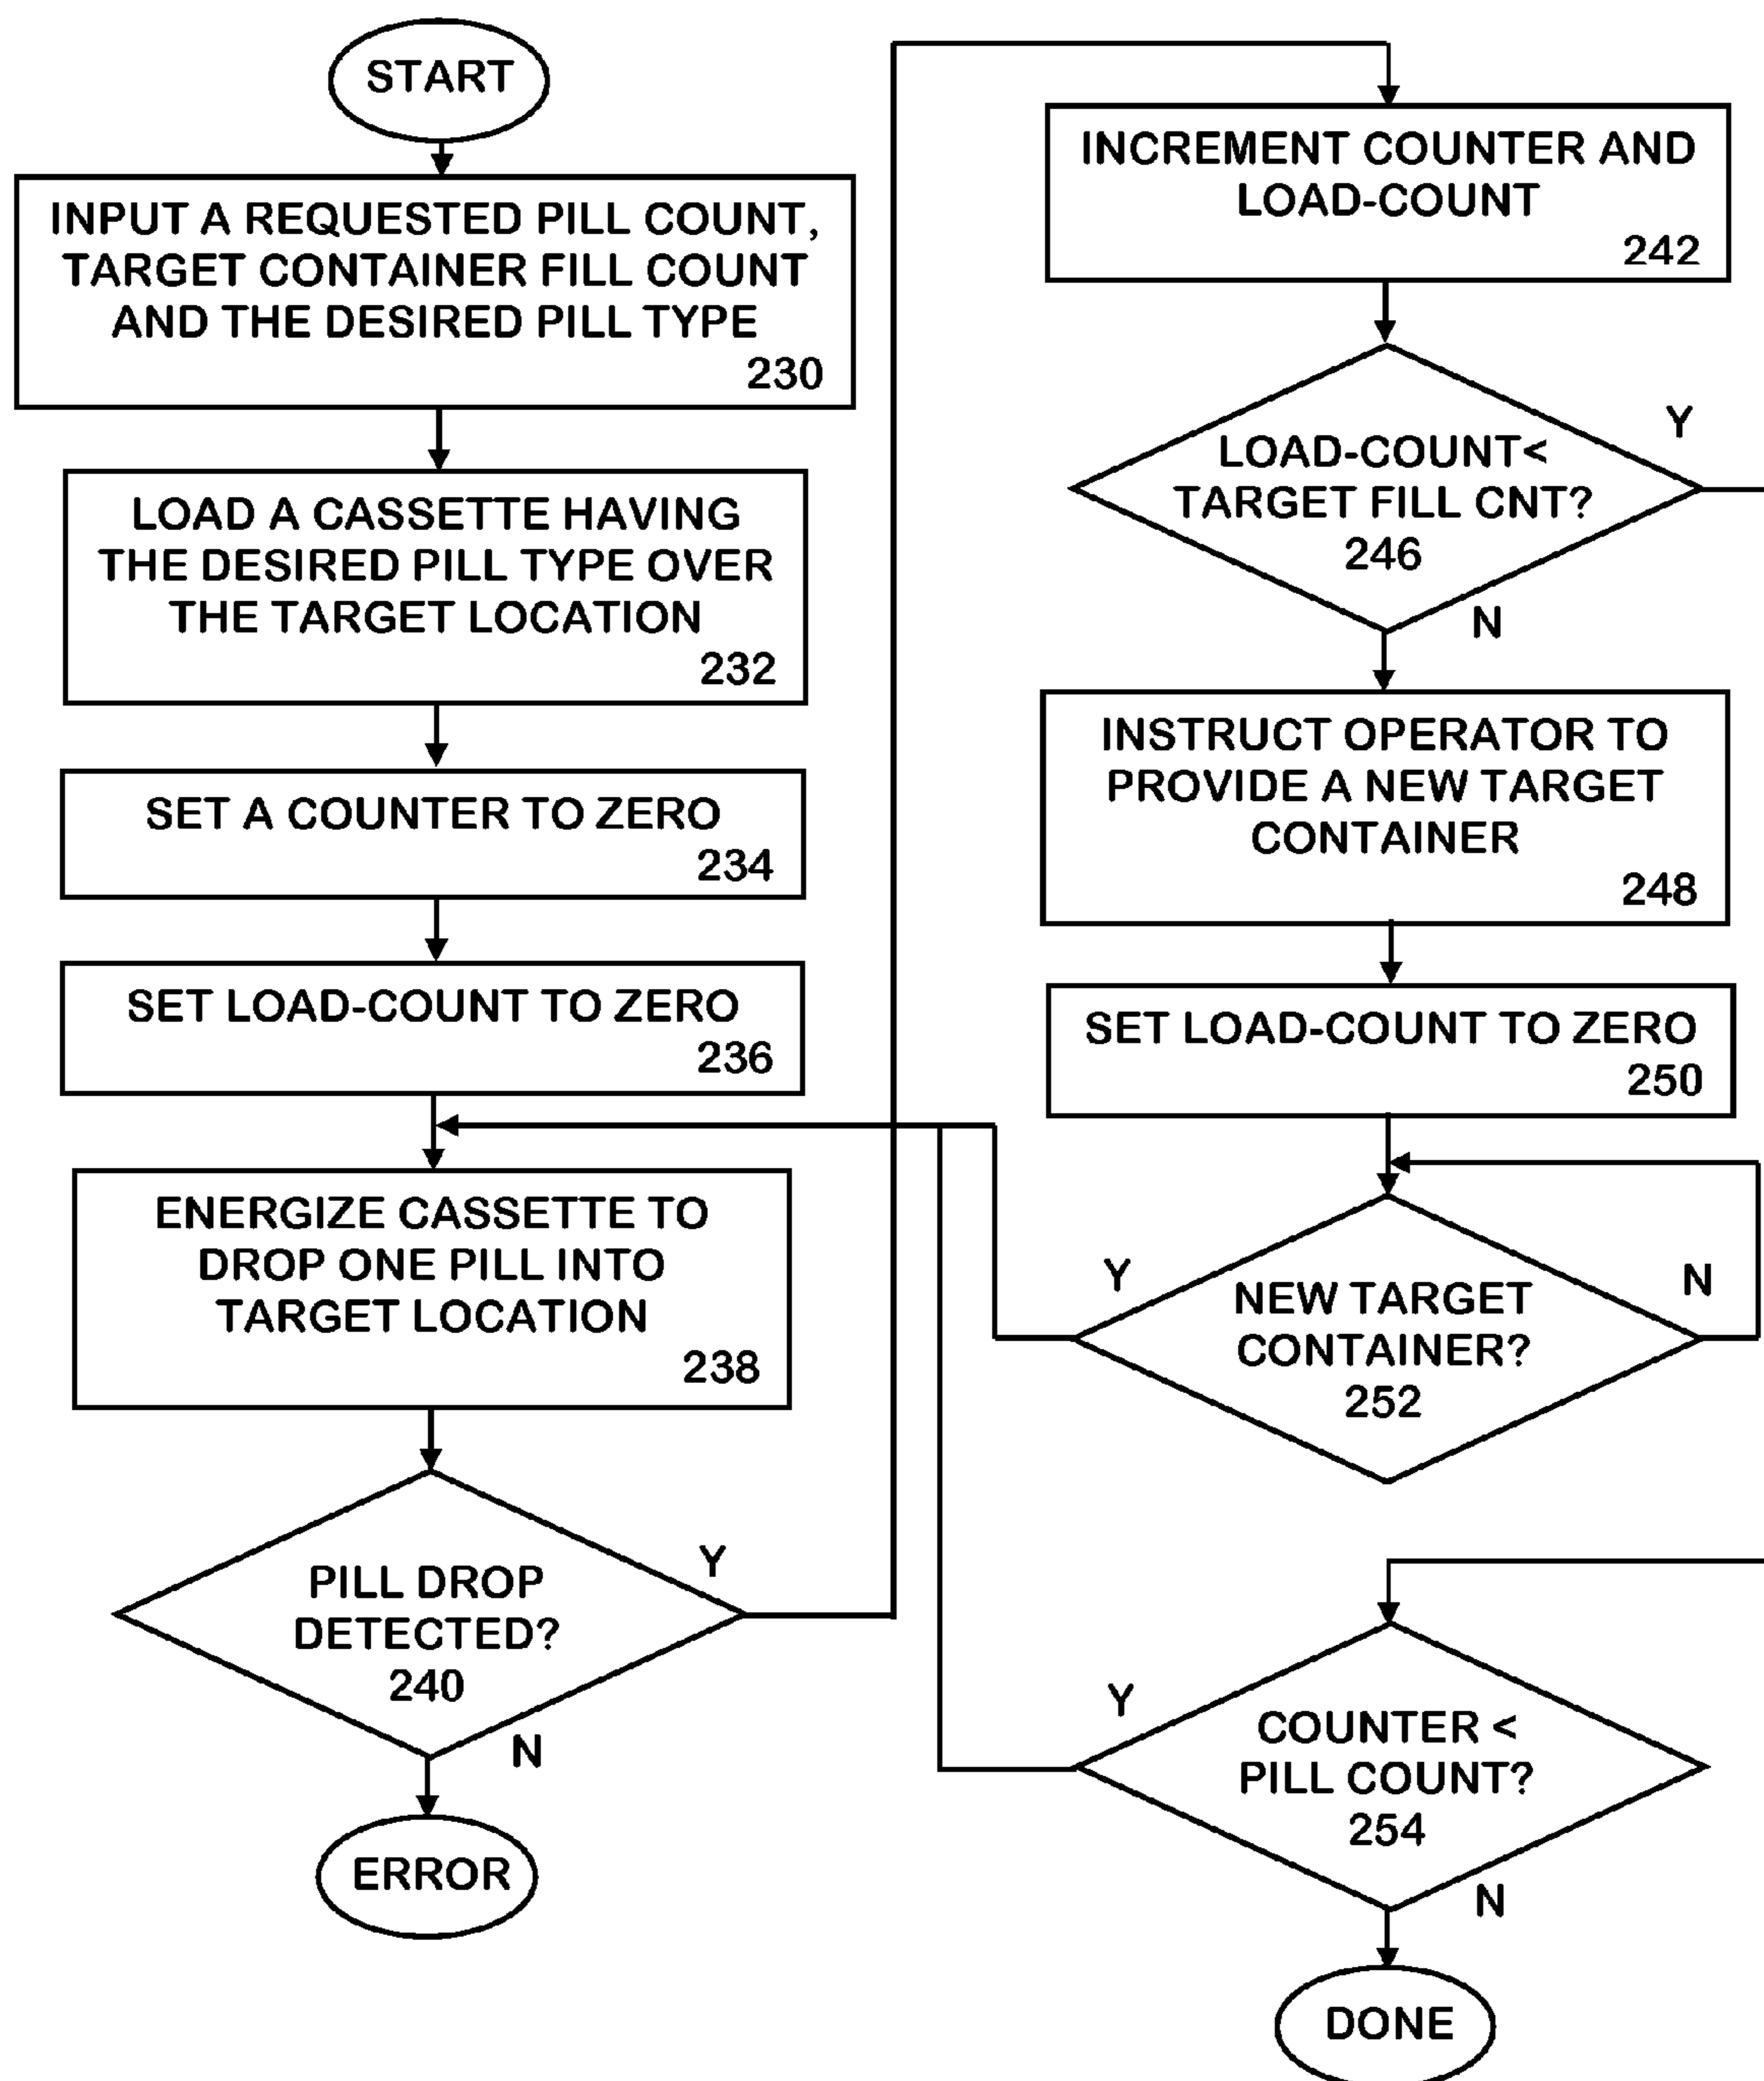 START
INPUT A REQUESTED PILL COUNT,
TARGET CONTAINER FILL COUNT
AND THE DESIRED PILL TYPE
230
LOAD A CASSETTE HAVING
THE DESIRED PILL TYPE OVER
THE TARGET LOCATION
232
SET A COUNTER TO ZERO
234
SET LOAD-COUNT TO ZERO
236
ENERGIZE CASSETTE TO
DROP ONE PILL INTO
TARGET LOCATION
238
Y
PILL DROP
DETECTED?
240
N
ERROR
INCREMENT COUNTER AND
LOAD-COUNT
242
Y
LOAD-COUNT<
TARGET FILL CNT?
246
N
INSTRUCT OPERATOR TO
PROVIDE A NEW TARGET
CONTAINER
248
SET LOAD-COUNT TO ZERO
250
Y
N
NEW TARGET
CONTAINER?
252
Y
COUNTER <
PILL COUNT?
254
N
DONE